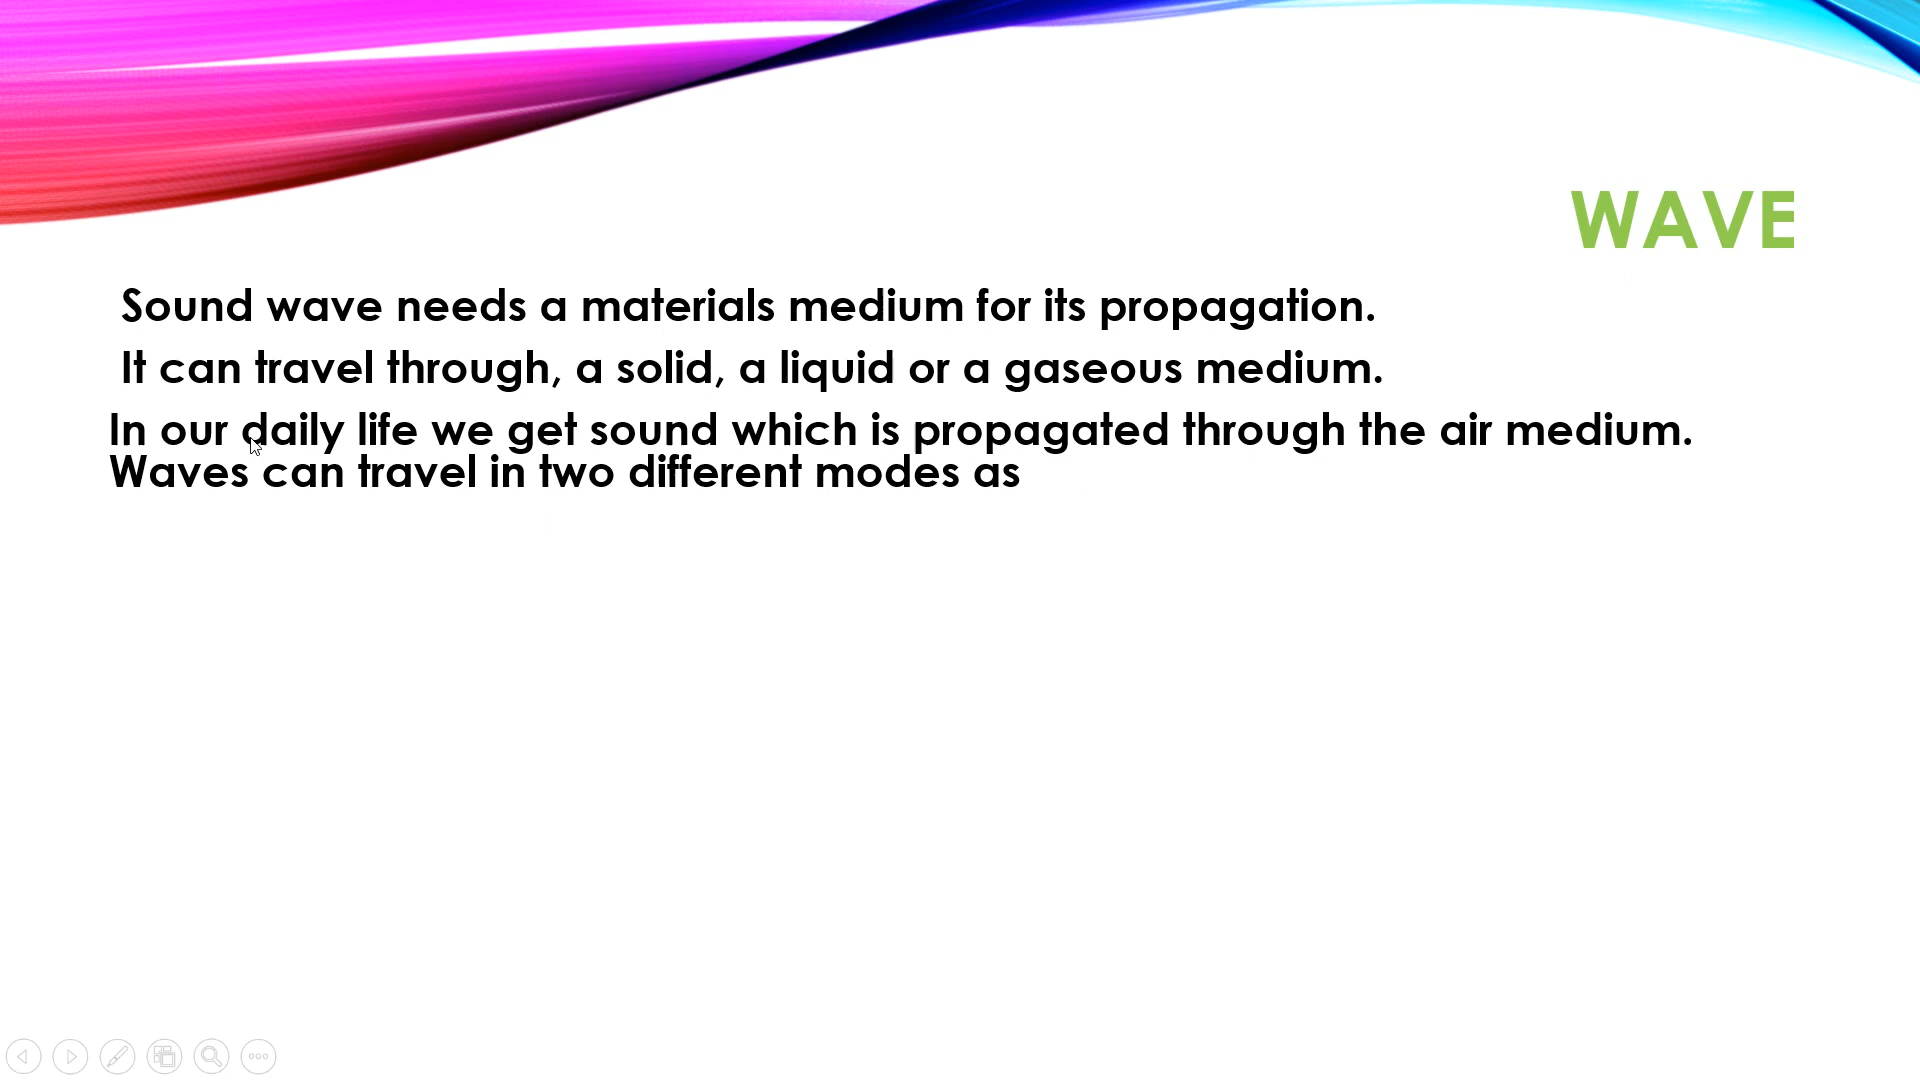 WAVE
Sound wave needs a materials medium for its propagation.
It can travel through, a solid, a liquid or a gaseous medium.
In our daily life we get sound which is propagated through the air medium.
Waves can travel in two different modes as